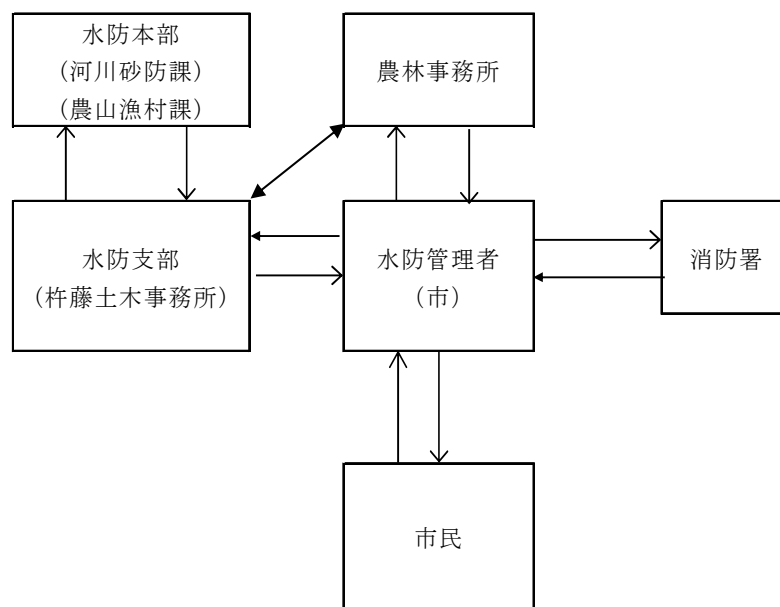 水防本部
(河川砂防課)
(農山漁村課)
農林事務所
水防支部
(杵藤土木事務所)
水防管理者
(市)
消防署
市民